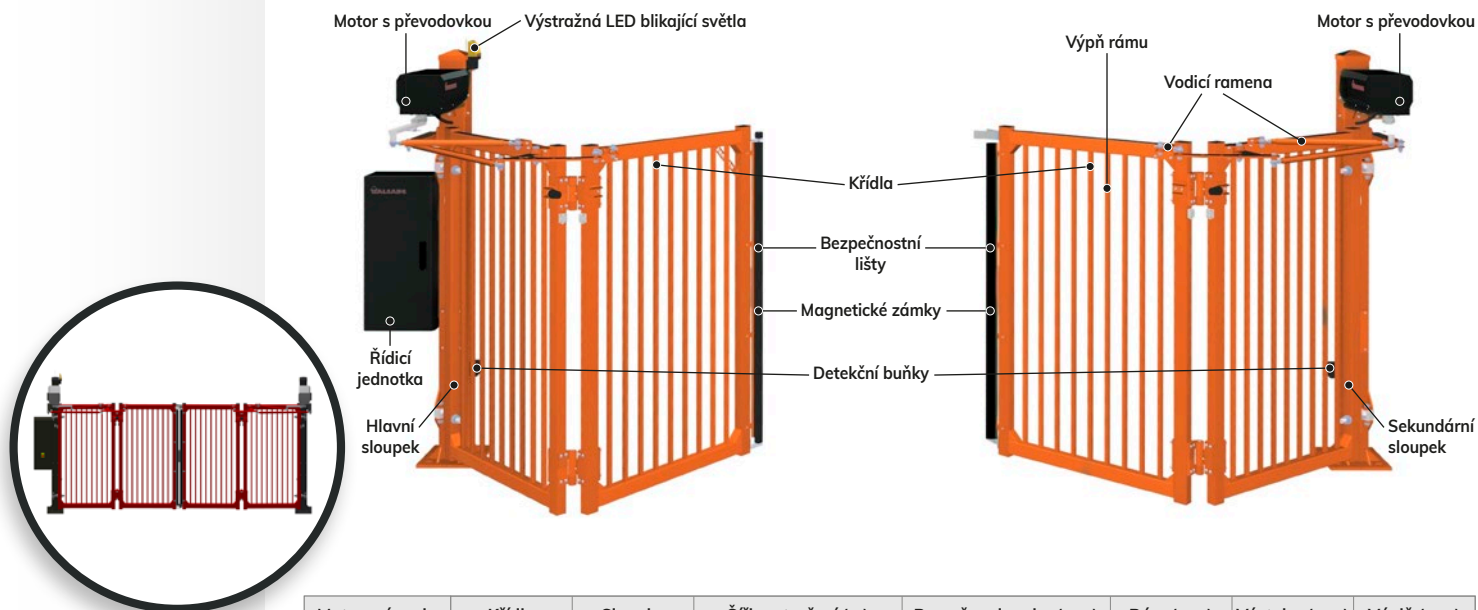 Motor s převodovkou
Výstražná LED blikající světla
Motor s převodovkou
Výpň rámu
Vodicí ramena
Křídla
Bezpečnostní
lišty
Magnetické zámky
Řídicí
jednotka
Detekční buňky
Hlavní
sloupek
Sekundární
sloupek